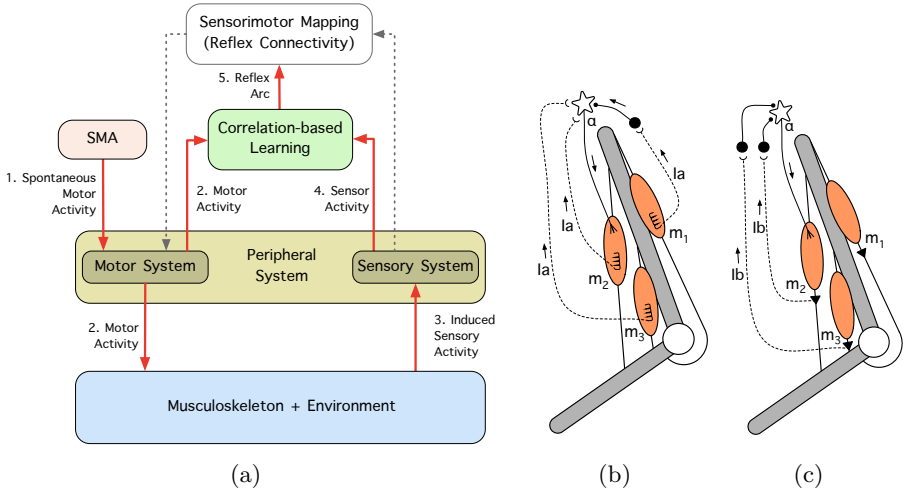 Sensorimotor Mapping
(Reflex Connectivity)
5. Reflex
Arc
SMA
Correlation-based
Learning
1. Spontaneous
Motor
Activity
2. Motor
Activity
4. Sensor
Activity
Motor System
Peripheral
System
Sensory System
2. Motor
Activity
3. Induced
Sensory
Activity
Musculoskeleton + Environment
(a)
α
Ia
Ia
Ia
m1
m2
m3
(b)
α
Ib
Ib
m1
m2
m3
(c)